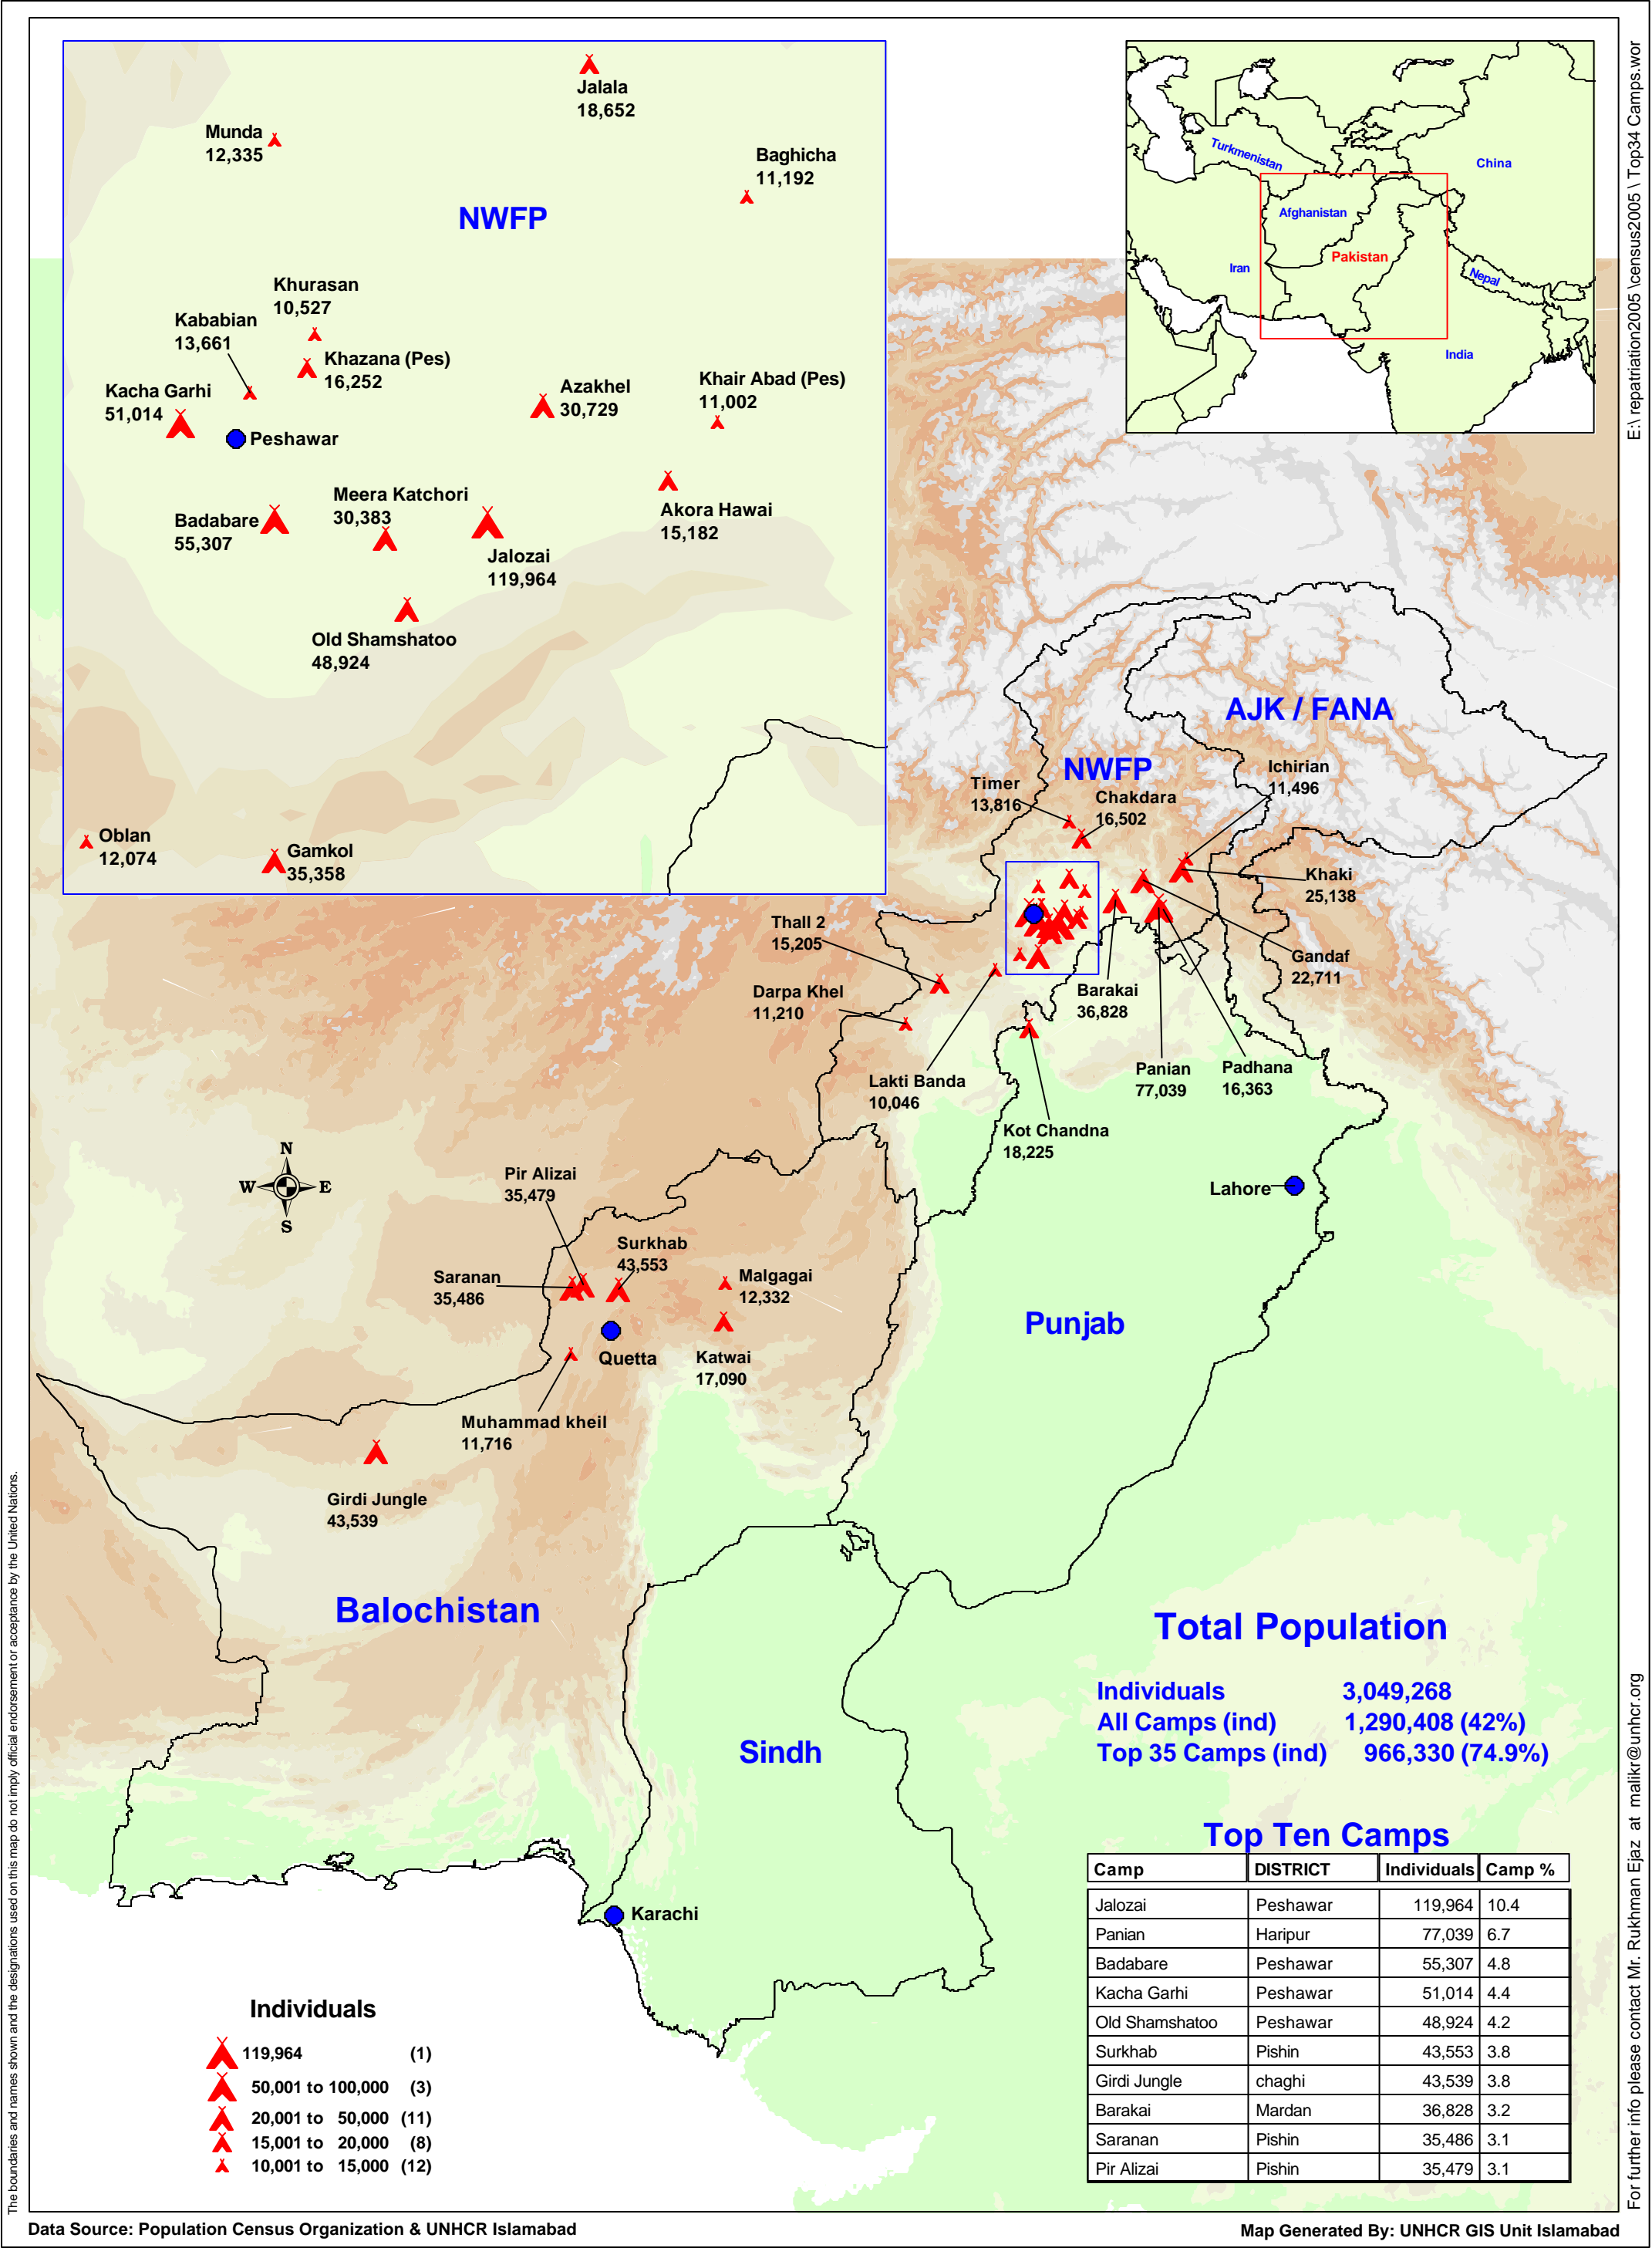 Jalala
18,652
Munda
12,335
Baghicha
11,192
NWFP
Khurasan
10,527
Kababian
13,661
Khazana (Pes)
16,252
Kacha Garhi
51,014
Azakhel
30,729
Khair Abad (Pes)
11,002
Peshawar
Meera Katchori
30,383
Badabare
55,307
Akora Hawai
15,182
Jalozai
119,964
Old Shamshatoo
48,924
Oblan
12,074
Gamkol
35,358
Turkmenistan
China
Afghanistan
Iran
Pakistan
Nepal
India
E:\ repatriation2005 \census2005 \ Top34 Camps.wor
AJK / FANA
NWFP
Timer
13,816
Chakdara
16,502
Ichirian
11,496
Khaki
25,138
Thall 2
15,205
Gandaf
22,711
Darpa Khel
11,210
Barakai
36,828
Lakti Banda
10,046
Panian
77,039
Padhana
16,363
Kot Chandna
18,225
N
W
E
S
Pir Alizai
35,479
Lahore
Surkhab
43,553
Saranan
35,486
Malgagai
12,332
Punjab
Quetta
Katwai
17,090
Muhammad kheil
11,716
Girdi Jungle
43,539
Balochistan
Sindh
Karachi
Total Population
Individuals 3,049,268
All Camps (ind) 1,290,408 (42%)
Top 35 Camps (ind) 966,330 (74.9%)
Top Ten Camps
Camp DISTRICT Individuals Camp %
Jalozai Peshawar 119,964 10.4
Panian Haripur 77,039 6.7
Badabare Peshawar 55,307 4.8
Kacha Garhi Peshawar 51,014 4.4
Old Shamshatoo Peshawar 48,924 4.2
Surkhab Pishin 43,553 3.8
Girdi Jungle chaghi 43,539 3.8
Barakai Mardan 36,828 3.2
Saranan Pishin 35,486 3.1
Pir Alizai Pishin 35,479 3.1
Individuals
119,964 (1)
50,001 to 100,000 (3)
20,001 to 50,000 (11)
15,001 to 20,000 (8)
10,001 to 15,000 (12)
The boundaries and names shown and the designations used on this map do not imply official endorsement or acceptance by the United Nations.
For further info please contact Mr. Rukhman Ejaz at malikr@unhcr.org
Data Source: Population Census Organization & UNHCR Islamabad
Map Generated By: UNHCR GIS Unit Islamabad